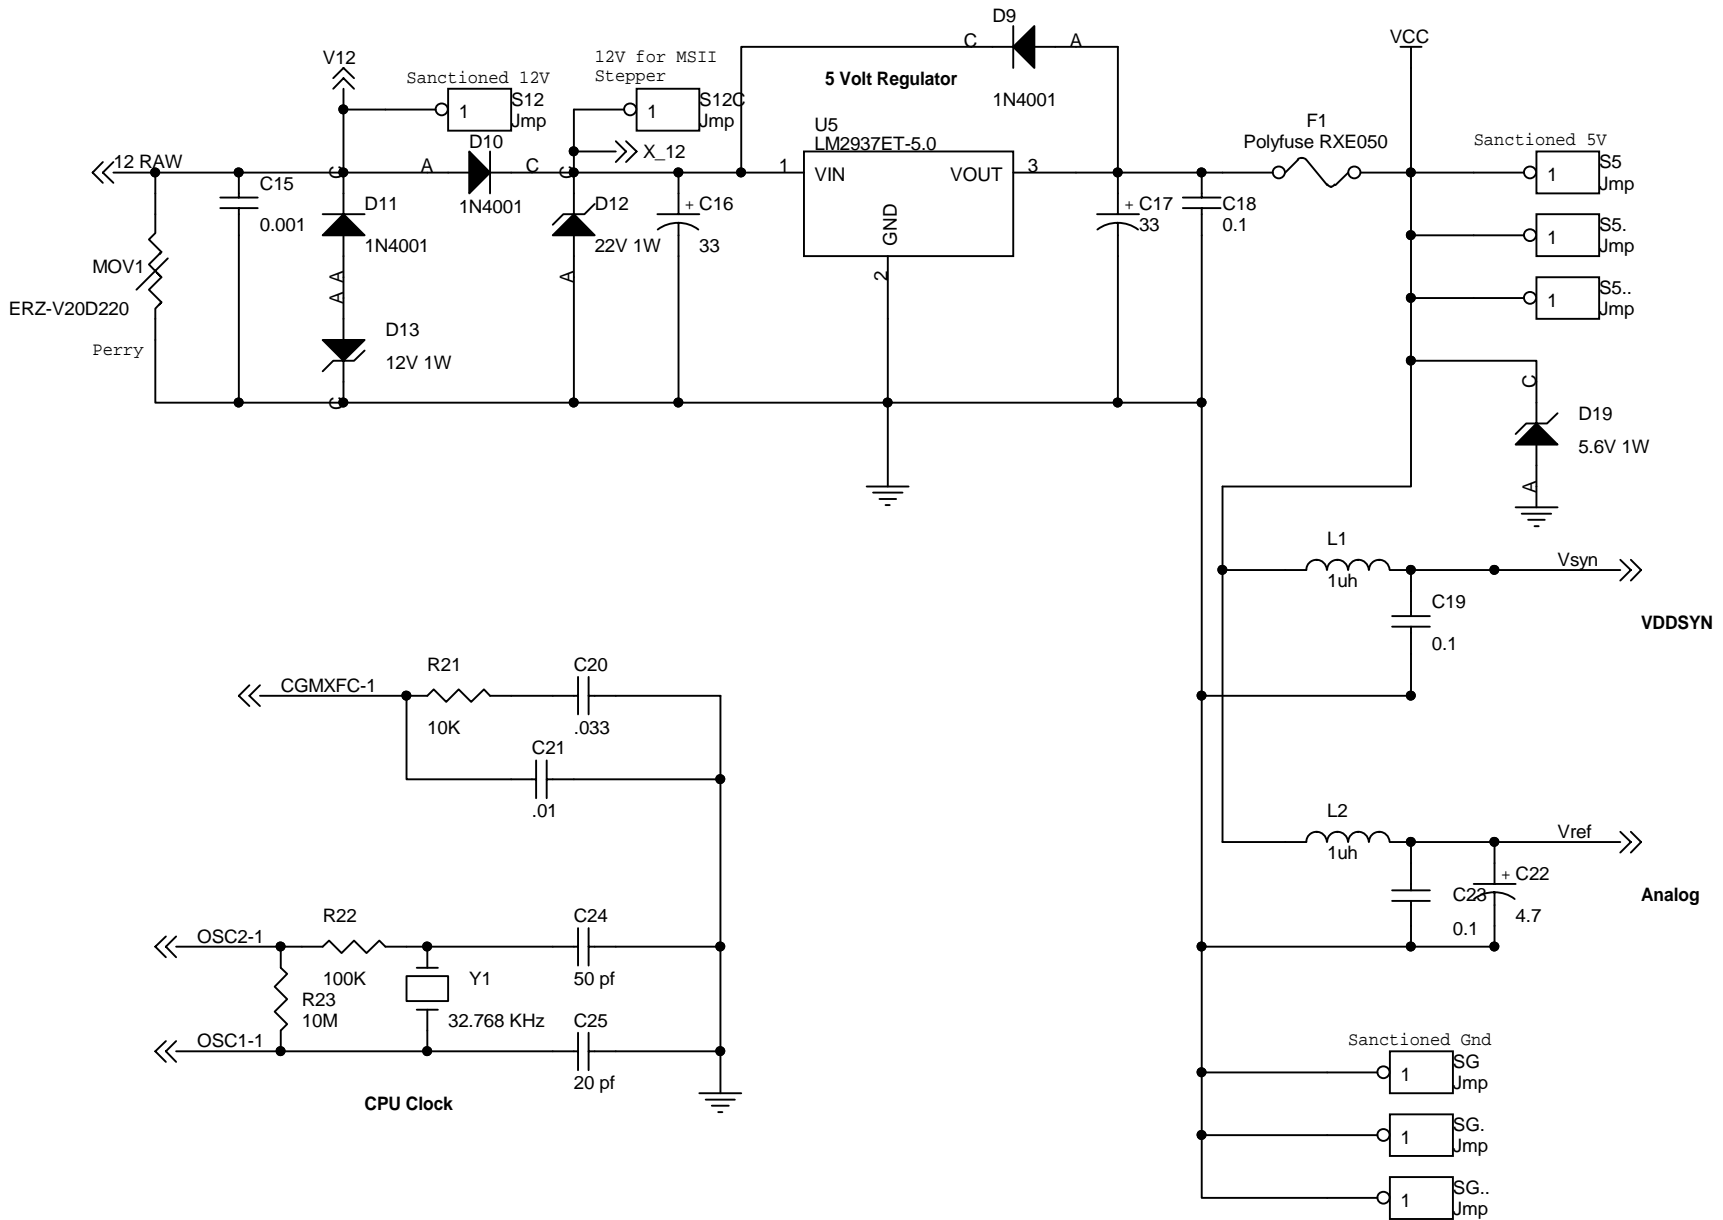 D9
C
A
1N4001
VCC
V12
12V for MSII
Stepper
Sanctioned 12V
1
S12
Jmp
1
S12C
Jmp
5 Volt Regulator
U5
LM2937ET-5.0
F1
Polyfuse RXE050
Sanctioned 5V
1
S5
Jmp
12 RAW
D10
A
C
1N4001
X_12
C
C
1
VIN
VOUT
3
GND
2
C15
0.001
D11
1N4001
D12
22V 1W
A
+
C16
33
+
C17
33
C18
0.1
1
S5.
Jmp
1
S5..
Jmp
MOV1
ERZ-V20D220
Perry
A
A
D13
12V 1W
C
C
D19
5.6V 1W
A
L1
1uh
Vsyn
C19
0.1
VDDSYN
CGMXFC-1
R21
10K
C20
.033
C21
.01
L2
1uh
Vref
C23
0.1
+
C22
4.7
Analog
OSC2-1
R22
100K
C24
50 pf
R23
10M
Y1
32.768 KHz
OSC1-1
C25
20 pf
CPU Clock
Sanctioned Gnd
1
SG
Jmp
1
SG.
Jmp
1
SG..
Jmp